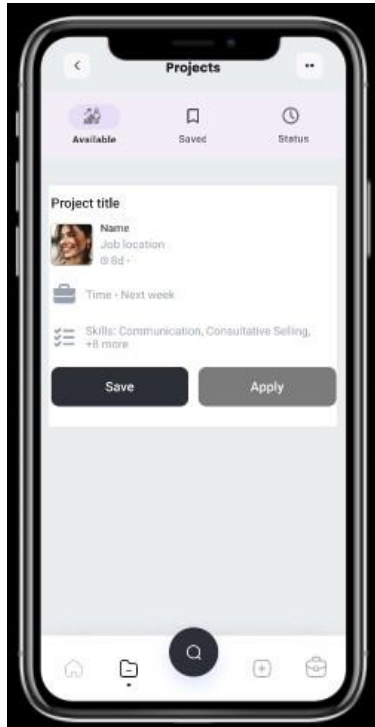 Projects
Available Saved Status
Project title
Name
Job location
8d •
Time • Next week
Skills: Communication, Consultative Selling,
+8 more
Save Apply